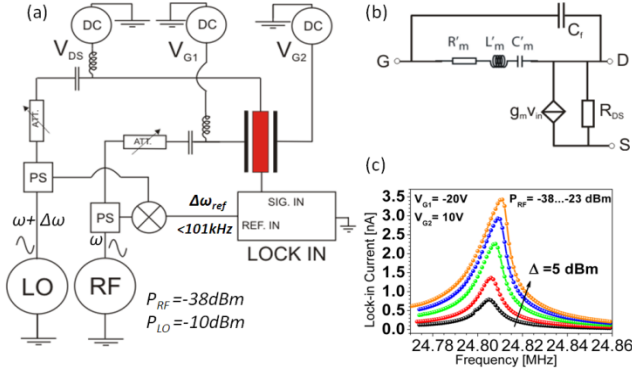 (a)
DC
DC
DC
V_DS
V_G1
V_G2
ATT.
ATT.
PS
PS
Δω_ref
<101kHz
SIG. IN
REF. IN
LOCK IN
ω+ Δω
ω
LO
RF
P_RF=-38dBm
P_LO=-10dBm
(b)
C_f
G
R'_m
L'_m
C'_m
D
g_m v_in
R_DS
S
(c)
Lock-in Current [nA]
3.5
3.0
2.5
2.0
1.5
1.0
0.5
0.0
V_G1=-20V
V_G2=10V
P_RF=-38...-23 dBm
Δ=5 dBm
24.78 24.80 24.82 24.84 24.86
Frequency [MHz]